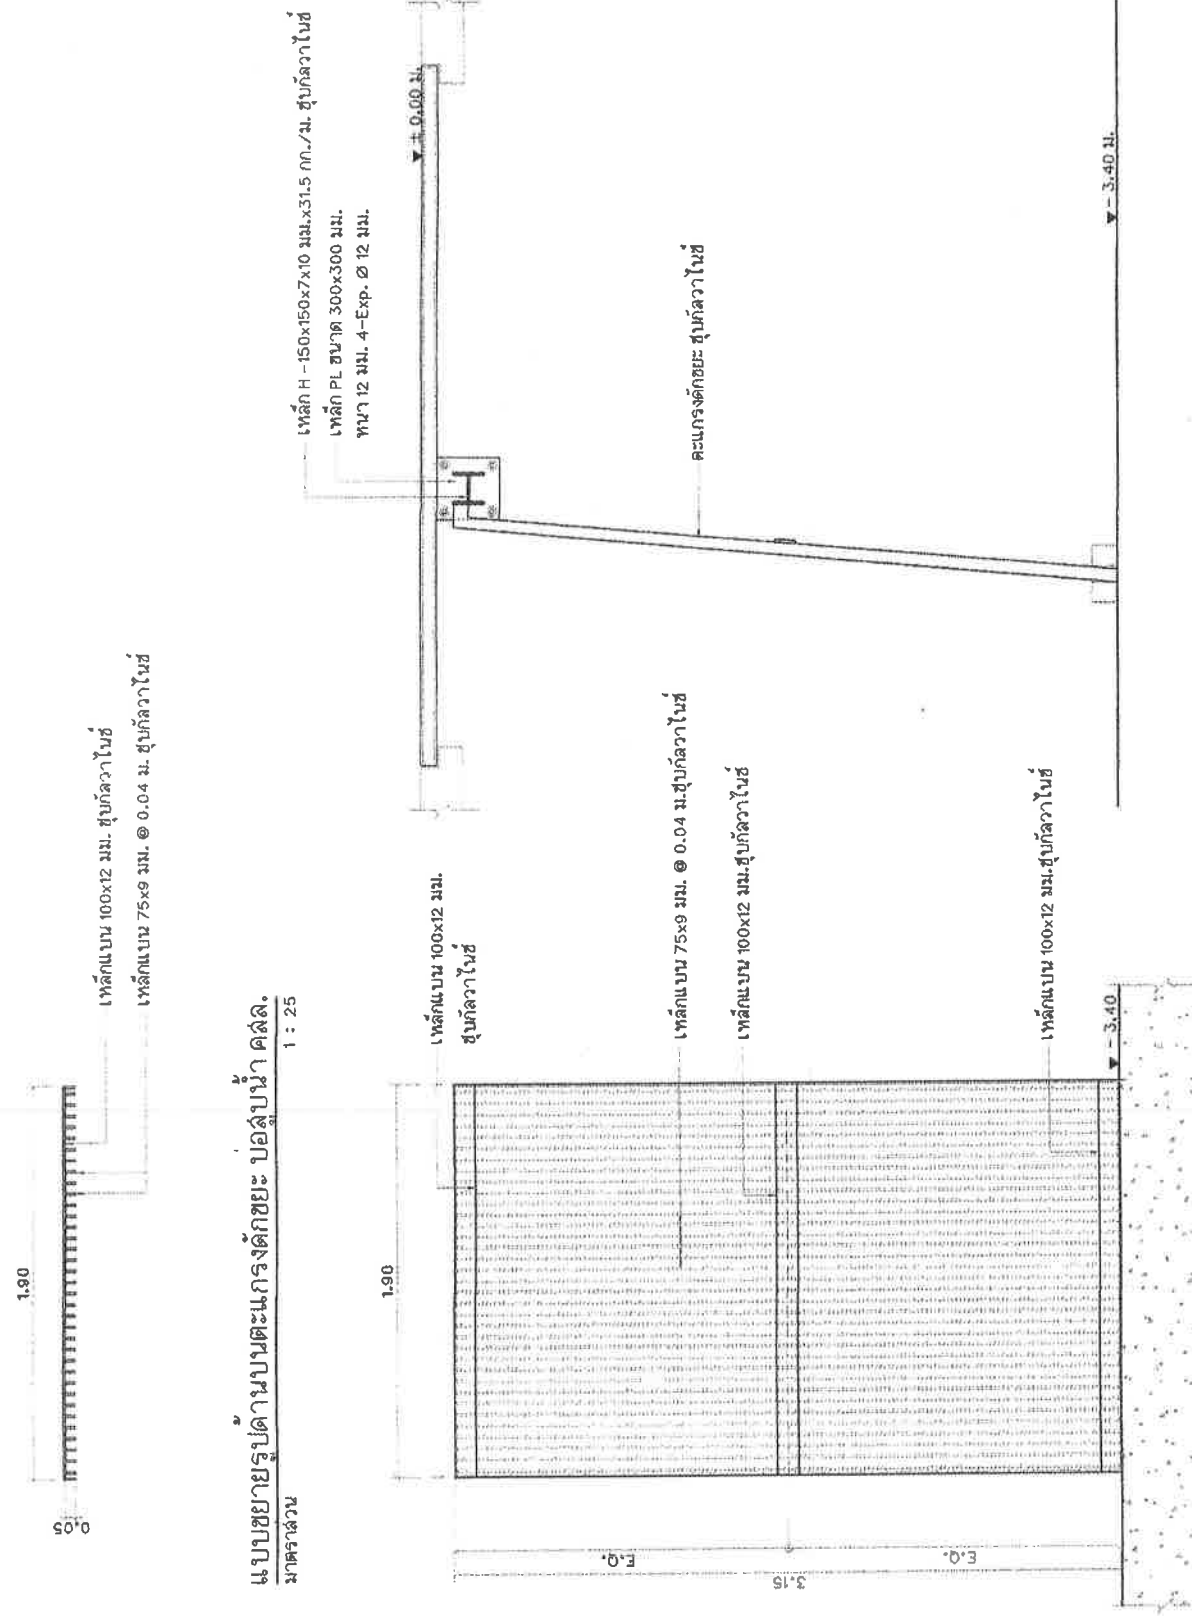 1.90
0.05
เหล็กแบน 100x12 มม. ชุบกัลวาไนซ์
เหล็กแบน 75x9 มม. @ 0.04 ม. ชุบกัลวาไนซ์
แบบขยายรูปด้านบนตะแกรงดักขยะ บ่อสูบน้ำ คสล.
มาตราส่วน 1 : 25
1.90
เหล็กแบน 100x12 มม.
ชุบกัลวาไนซ์
เหล็กแบน 75x9 มม. @ 0.04 ม.ชุบกัลวาไนซ์
เหล็กแบน 100x12 มม.ชุบกัลวาไนซ์
เหล็กแบน 100x12 มม.ชุบกัลวาไนซ์
E.Q.
E.Q.
3.15
- 3.40
เหล็ก H -150x150x7x10 มม.x31.5 กก./ม. ชุบกัลวาไนซ์
เหล็ก PL ขนาด 300x300 มม.
หนา 12 มม. 4-Exp. Ø 12 มม.
± 0.00 ม.
ตะแกรงดักขยะ ชุบกัลวาไนซ์
- 3.40 ม.